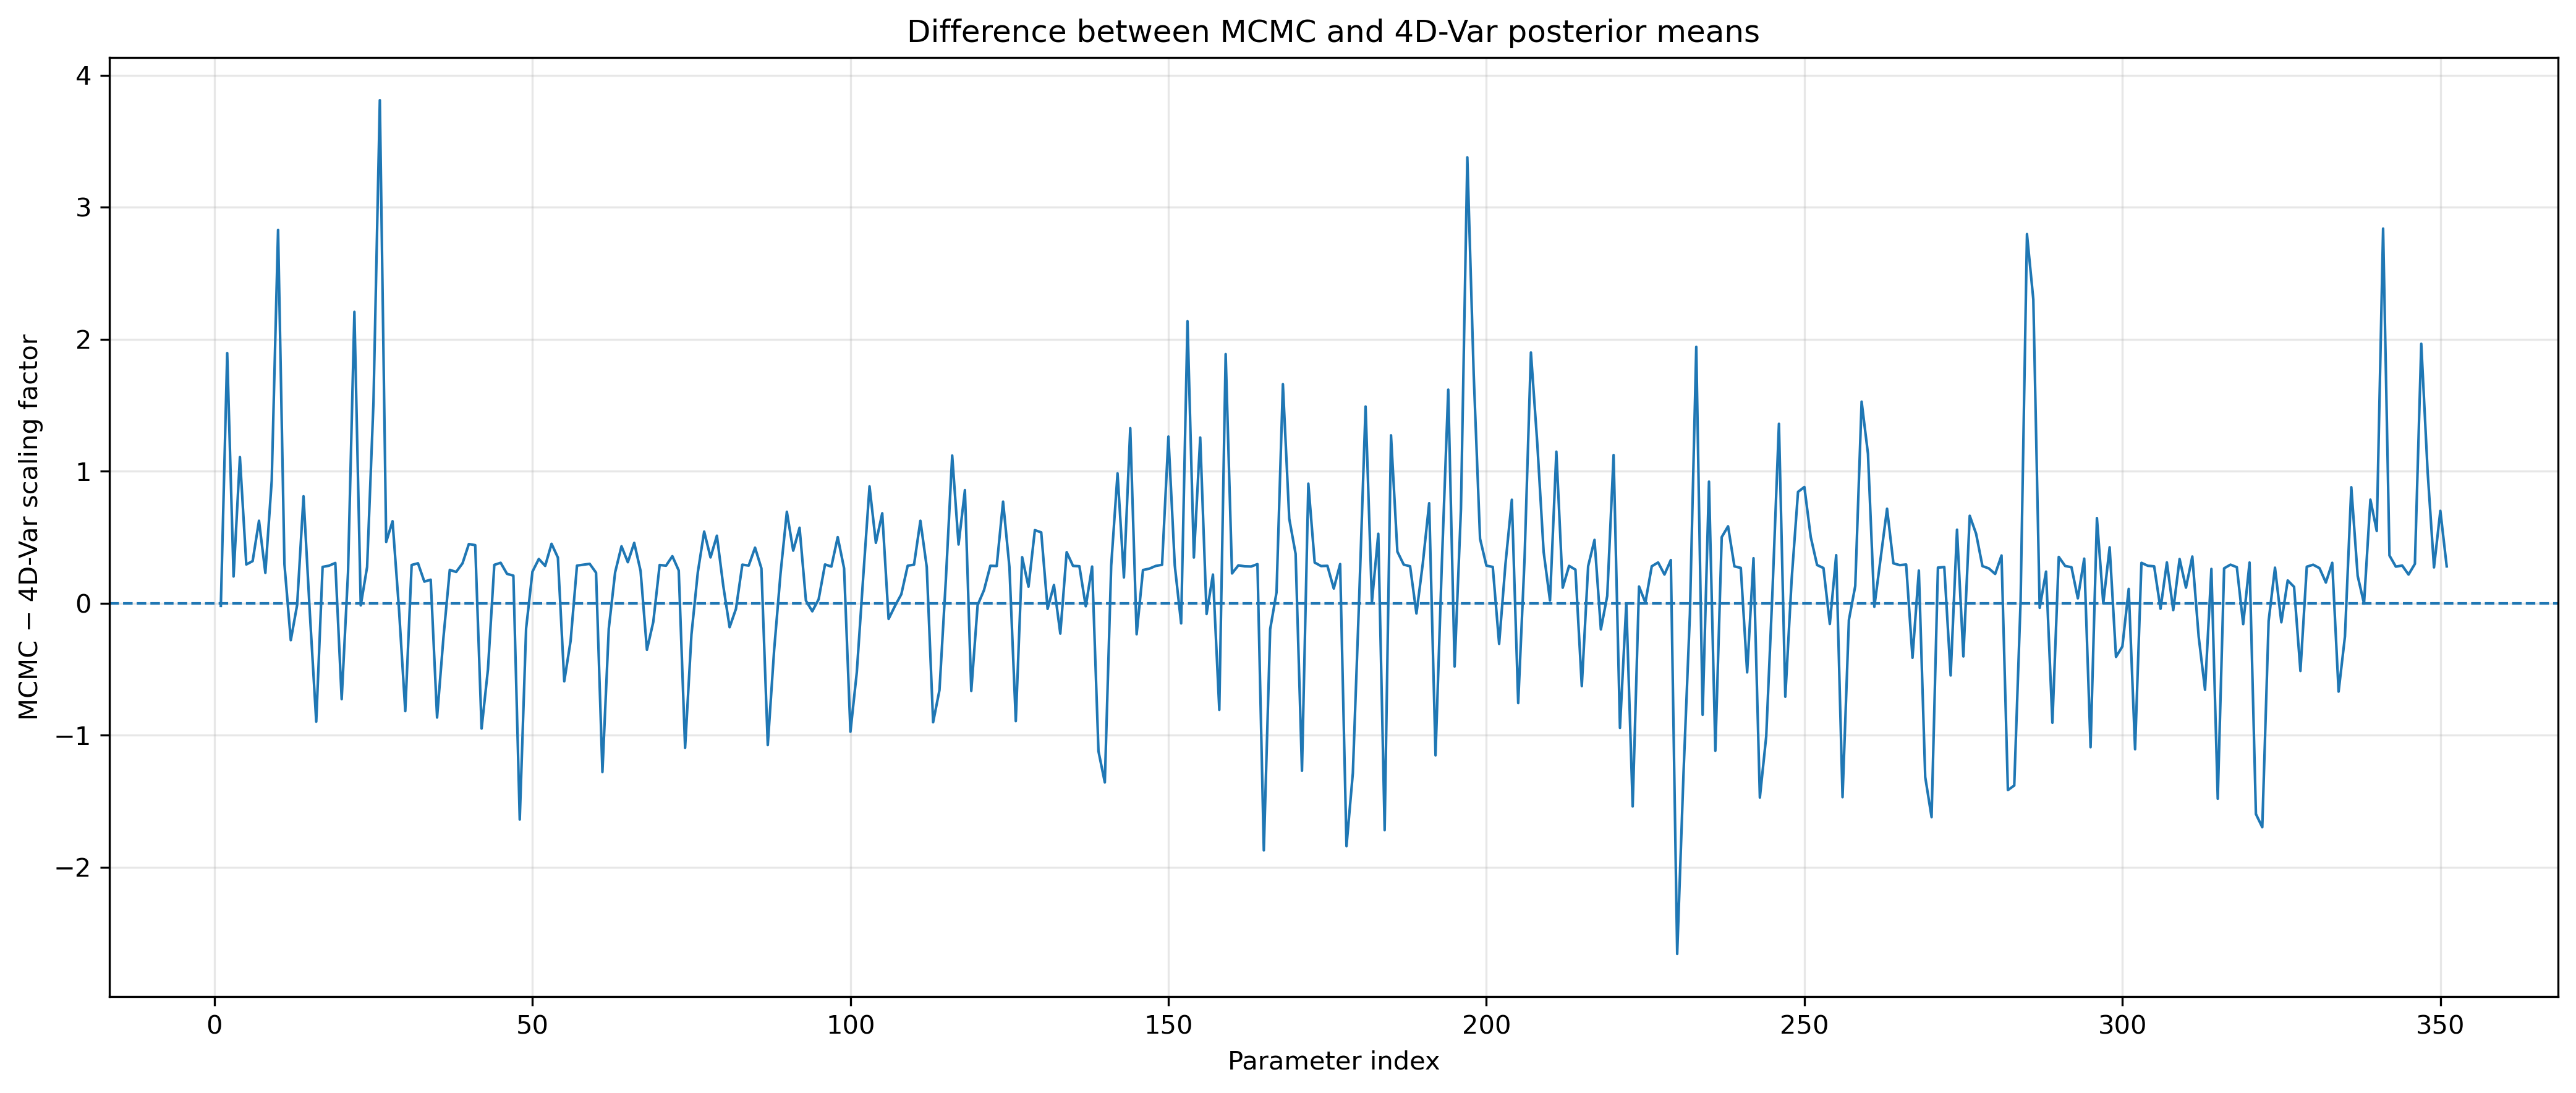 Difference between MCMC and 4D-Var posterior means
MCMC − 4D-Var scaling factor
4
3
2
1
0
−1
−2
0 50 100 150 200 250 300 350
Parameter index